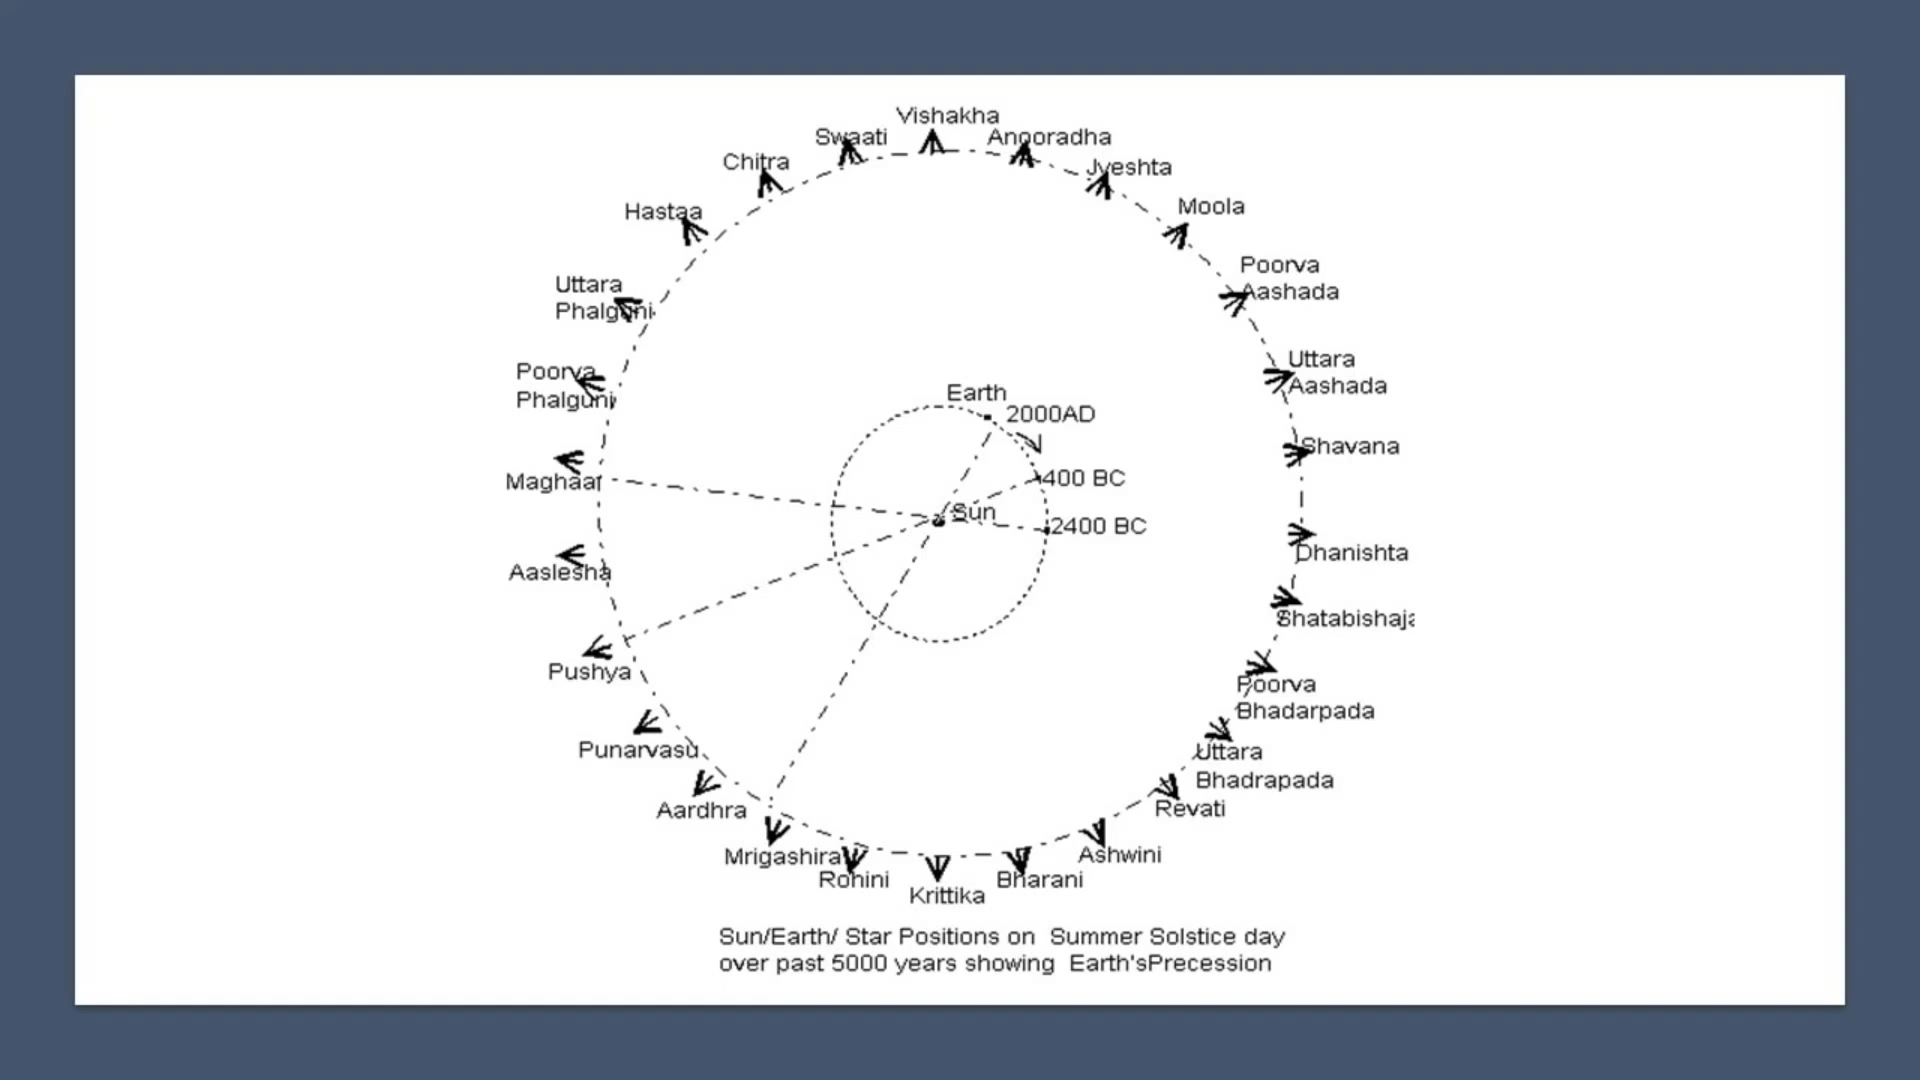 Vishakha
Swaati
Anooradha
Chitra
Jyeshta
Hastaa
Moola
Poorva
Aashada
Uttara
Phalguni
Uttara
Aashada
Poorva
Phalguni
Earth
2000AD
Shavana
Maghaa
400 BC
Sun
2400 BC
Dhanishta
Aaslesha
Shatabishaja
Pushya
Poorva
Bhadarpada
Punarvasu
Uttara
Bhadrapada
Aardhra
Revati
Mrigashira
Ashwini
Rohini
Bharani
Krittika
Sun/Earth/ Star Positions on Summer Solstice day
over past 5000 years showing Earth'sPrecession